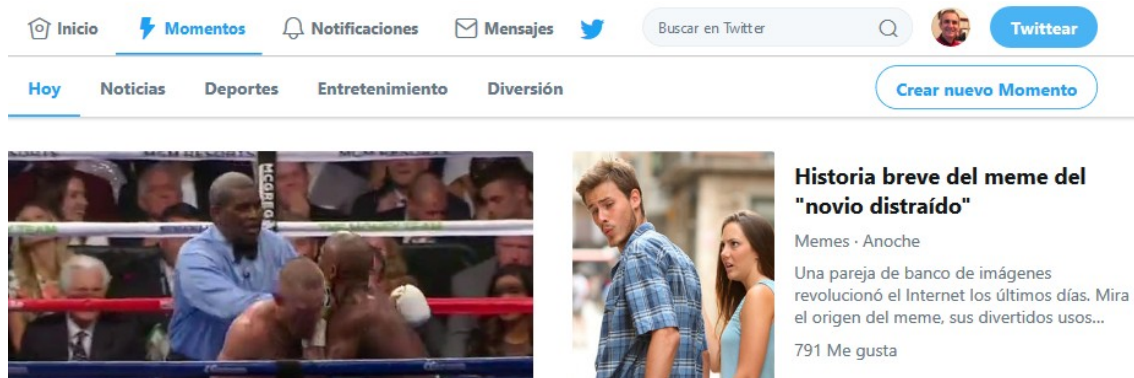 Inicio
Momentos
Notificaciones
Mensajes
Buscar en Twitter
Twittear
Hoy
Noticias
Deportes
Entretenimiento
Diversión
Crear nuevo Momento
MGM RESORTS
Historia breve del meme del
"novio distraído"
Memes · Anoche
Una pareja de banco de imágenes
revolucionó el Internet los últimos días. Mira
el origen del meme, sus divertidos usos...
791 Me gusta